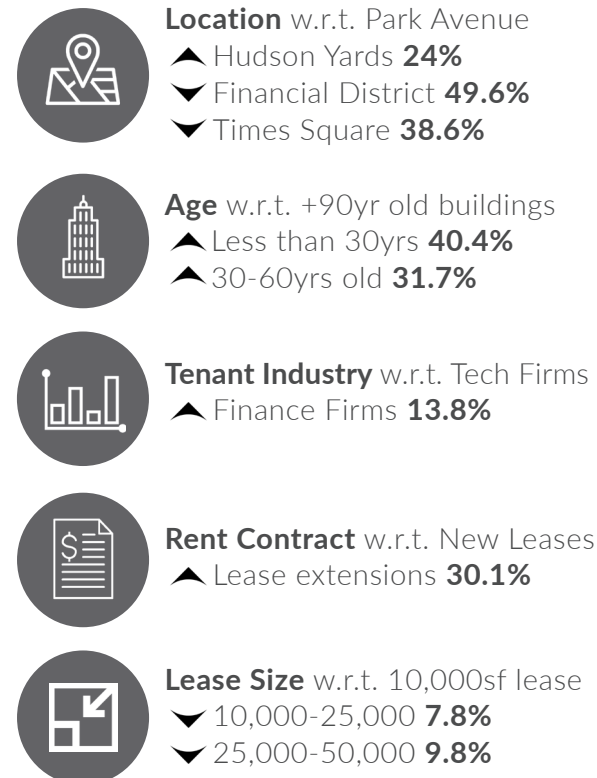 Location w.r.t. Park Avenue
Hudson Yards 24%
Financial District 49.6%
Times Square 38.6%
Age w.r.t. +90yr old buildings
Less than 30yrs 40.4%
30-60yrs old 31.7%
Tenant Industry w.r.t. Tech Firms
Finance Firms 13.8%
$
Rent Contract w.r.t. New Leases
Lease extensions 30.1%
Lease Size w.r.t. 10,000sf lease
10,000-25,000 7.8%
25,000-50,000 9.8%